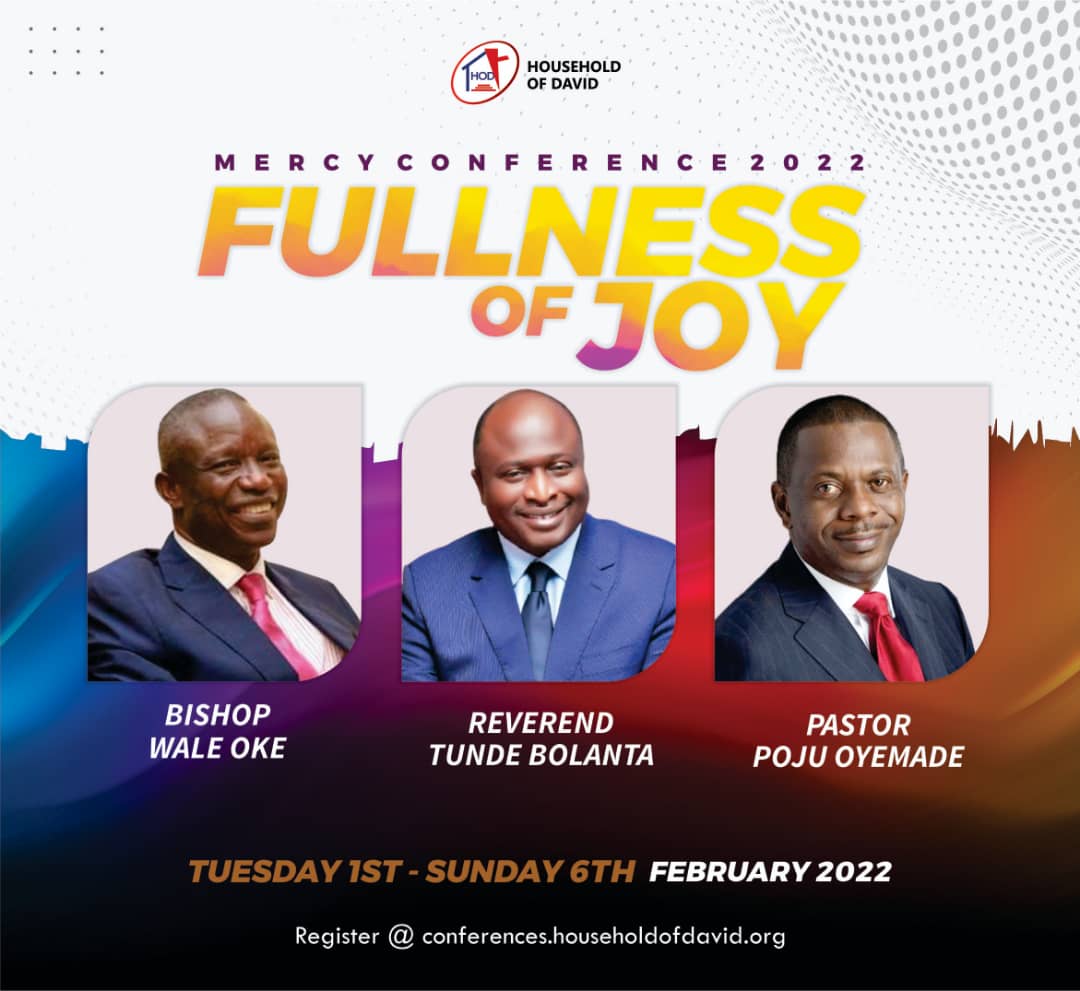 HOD
HOUSEHOLD
OF DAVID
MERCY CONFERENCE 2022
FULLNESS
OF JOY
BISHOP
WALE OKE
REVEREND
TUNDE BOLANTA
PASTOR
POJU OYEMADE
TUESDAY 1ST - SUNDAY 6TH FEBRUARY 2022
Register @ conferences.householdofdavid.org